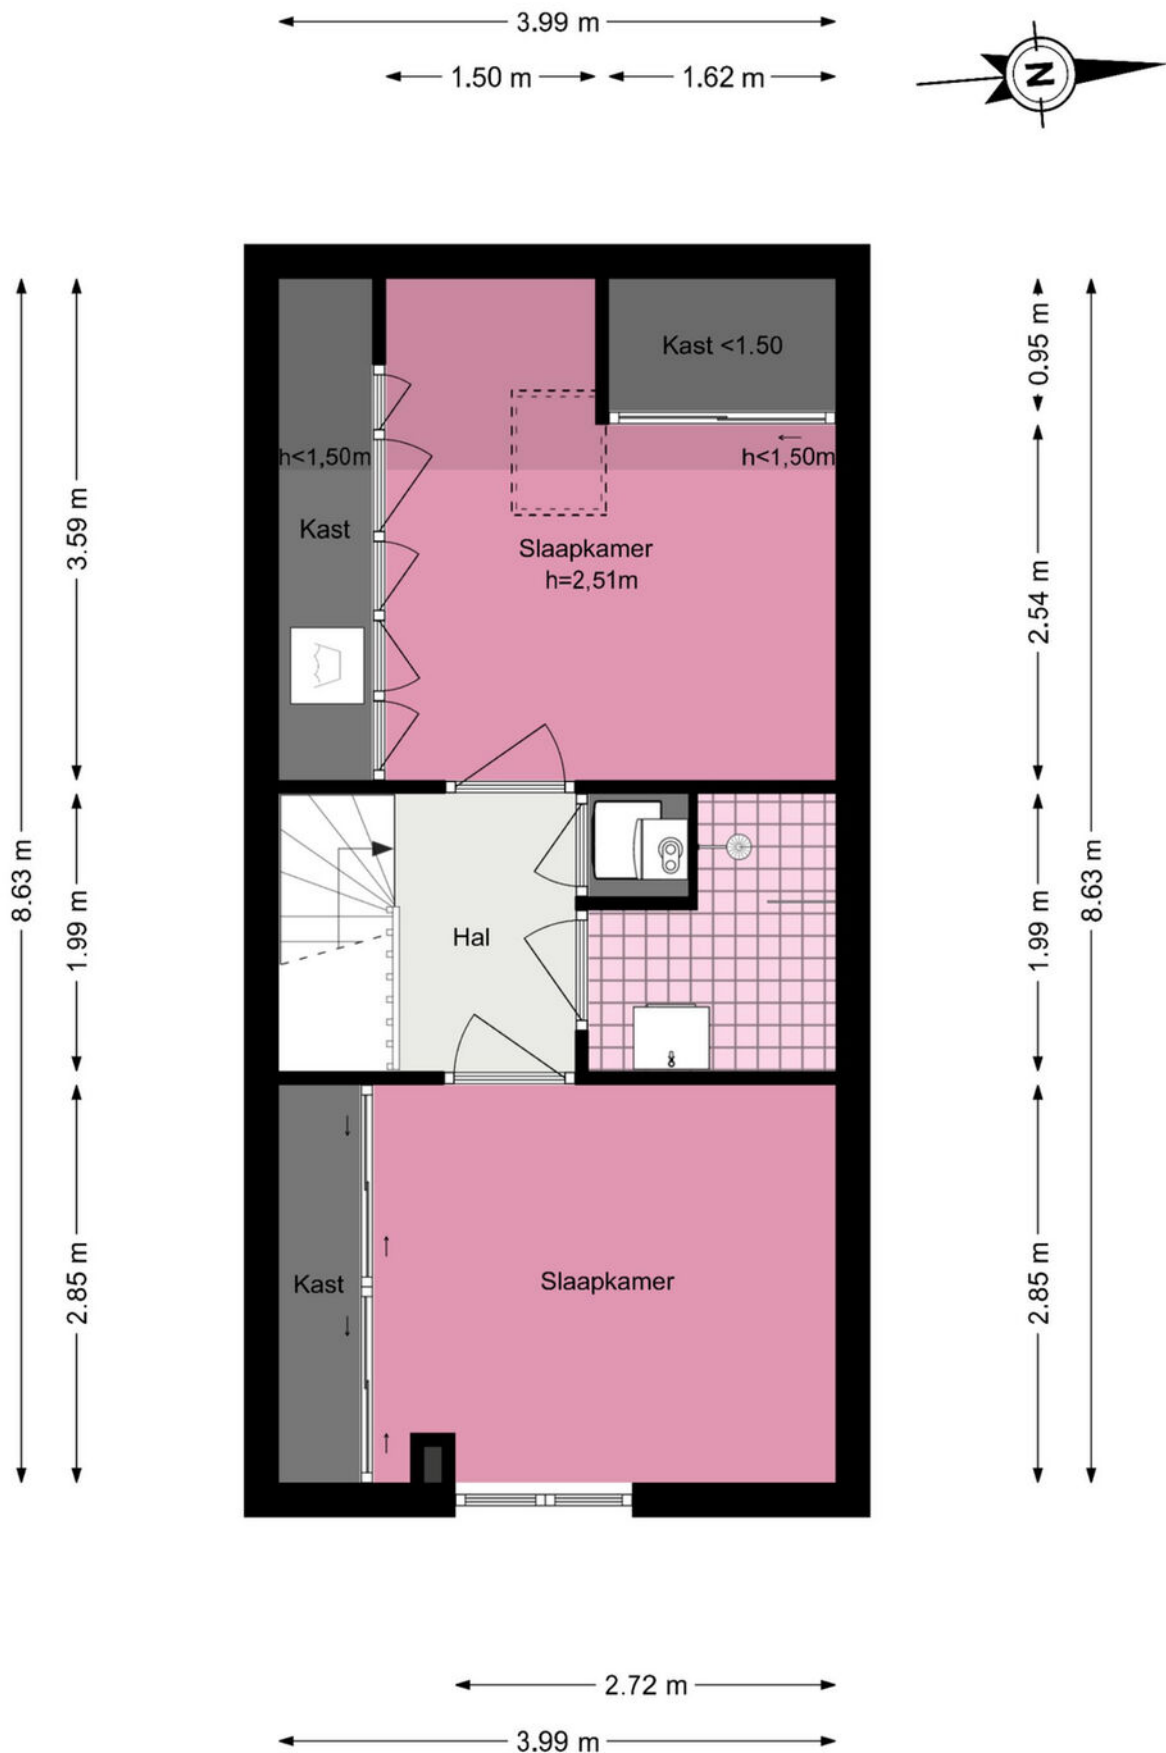 3.99 m
1.50 m
1.62 m
N
Kast <1.50
0.95 m
h<1,50m
h<1,50m
3.59 m
Kast
Slaapkamer
h=2,51m
2.54 m
8.63 m
1.99 m
Hal
1.99 m
8.63 m
2.85 m
Kast
Slaapkamer
2.85 m
2.72 m
3.99 m